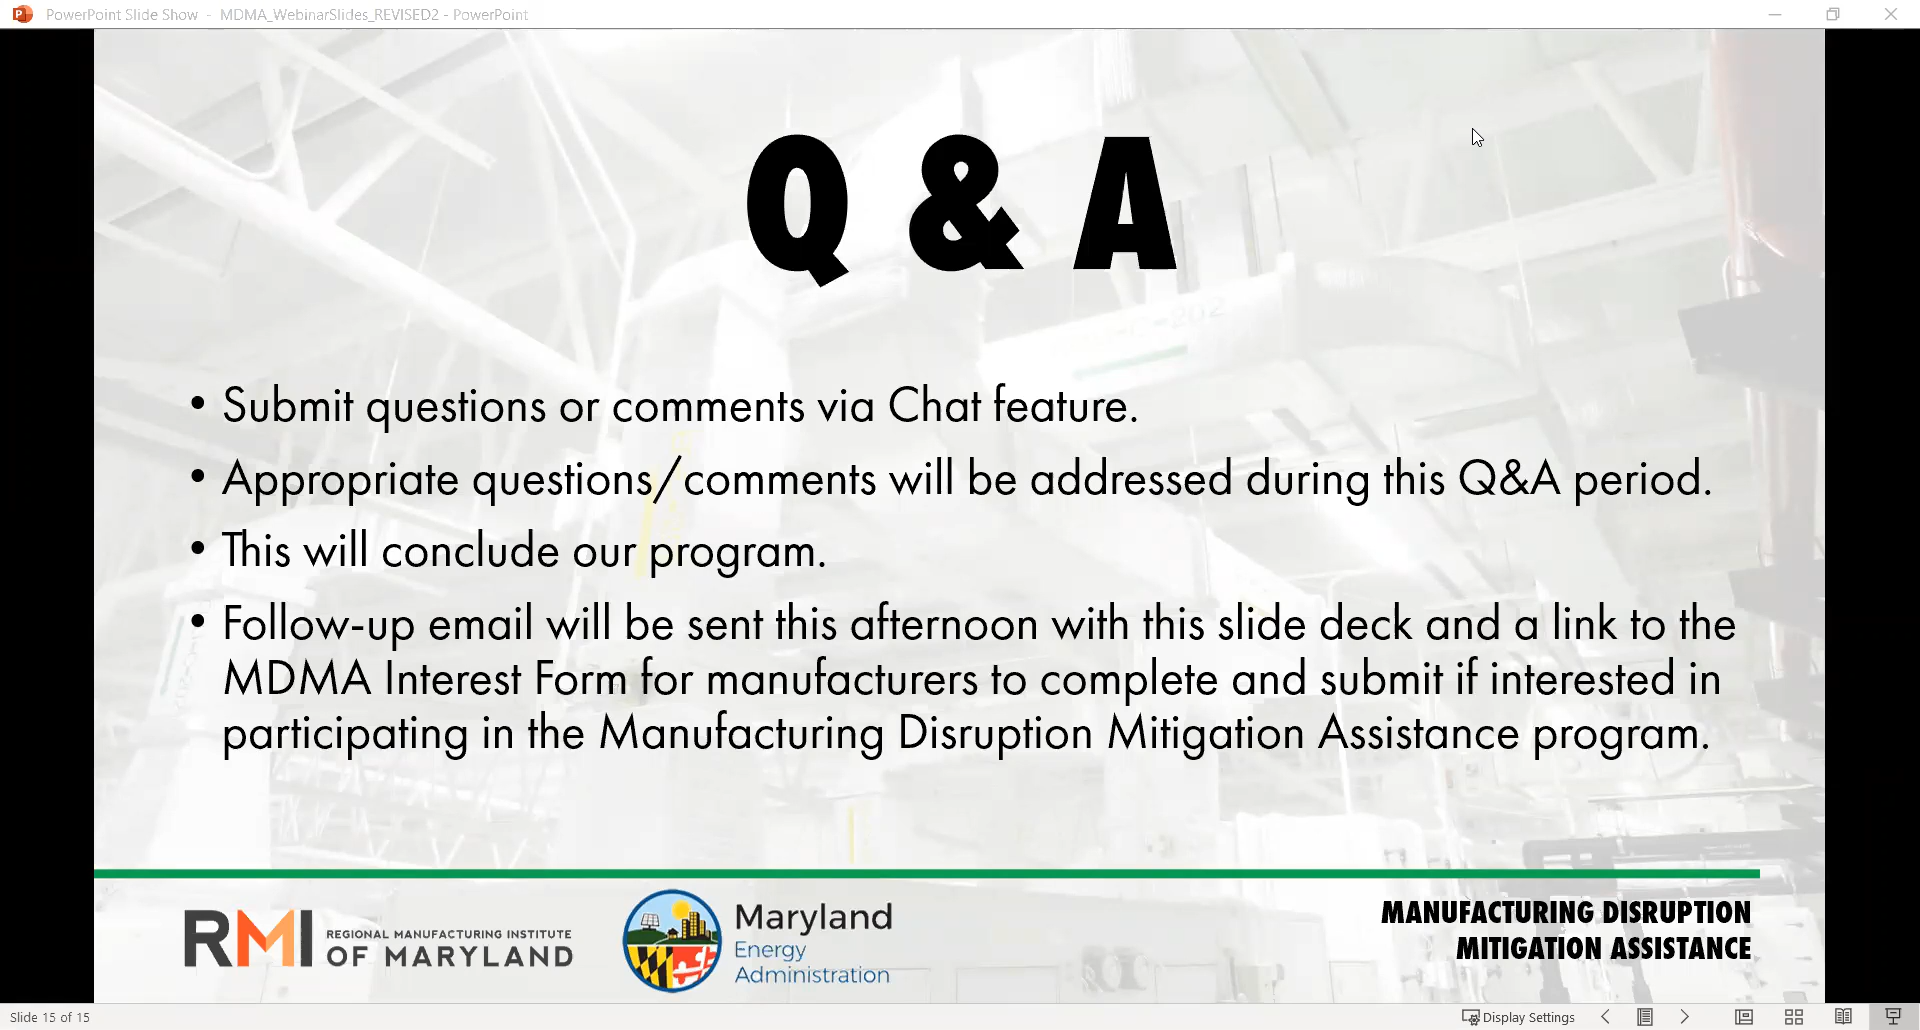 PowerPoint Slide Show - MDMA_WebinarSlides_REVISED2 - PowerPoint
Q & A
• Submit questions or comments via Chat feature.
• Appropriate questions/comments will be addressed during this Q&A period.
• This will conclude our program.
• Follow-up email will be sent this afternoon with this slide deck and a link to the
MDMA Interest Form for manufacturers to complete and submit if interested in
participating in the Manufacturing Disruption Mitigation Assistance program.
RMI REGIONAL MANUFACTURING INSTITUTE
OF MARYLAND
Maryland
Energy
Administration
MANUFACTURING DISRUPTION
MITIGATION ASSISTANCE
Slide 15 of 15
Display Settings